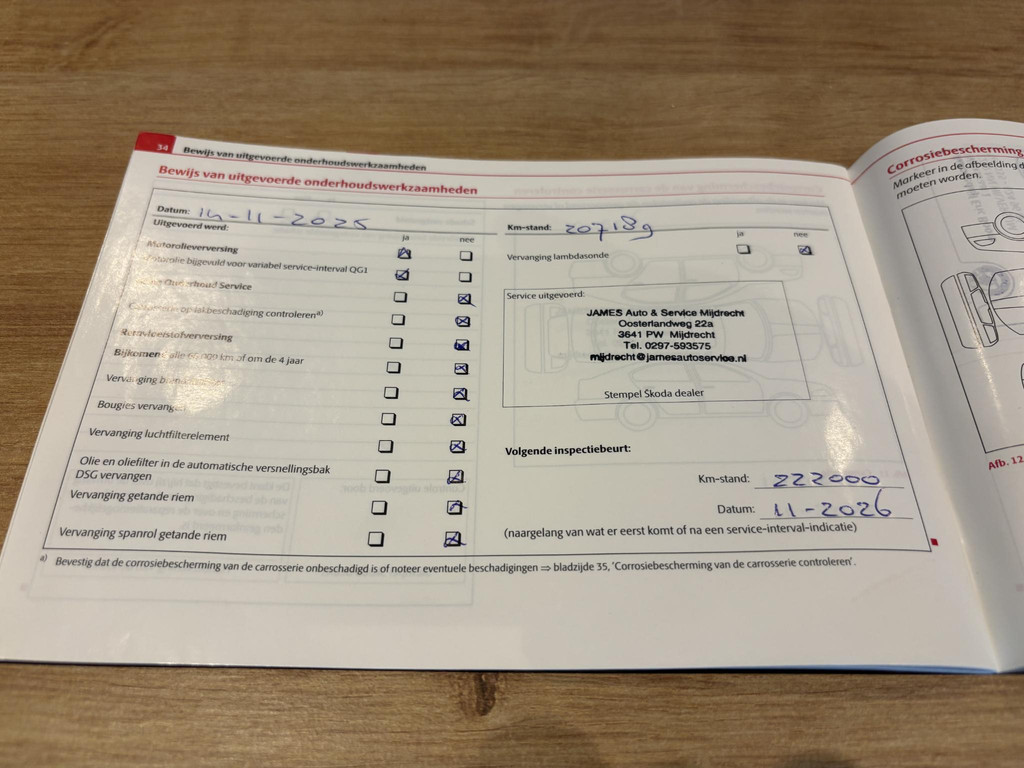 34 Bewijs van uitgevoerde onderhoudswerkzaamheden
Bewijs van uitgevoerde onderhoudswerkzaamheden
Datum: 14-11-2025
Uitgevoerd werd:
ja nee
Motorolieverversing
Motorolie bijgevuld voor variabel service-interval QG1
Onderhoud Service
beschadiging controleren a)
Remvloeistofverversing
Bijkomend alle 60.000 km of om de 4 jaar
Vervanging
Bougies vervangen
Vervanging luchtfilterelement
Olie en oliefilter in de automatische versnellingsbak
DSG vervangen
Vervanging getande riem
Vervanging spanrol getande riem
Km-stand: 207189
ja nee
Vervanging lambdasonde
Service uitgevoerd:
JAMES Auto & Service Mijdrecht
Oosterlandweg 22a
3641 PW Mijdrecht
Tel. 0297-593575
mijdrecht@jamesautoservice.nl
Stempel Škoda dealer
Volgende inspectiebeurt:
Km-stand: 222000
Datum: 11-2026
(naargelang van wat er eerst komt of na een service-interval-indicatie)
a) Bevestig dat de corrosiebescherming van de carrosserie onbeschadigd is of noteer eventuele beschadigingen ⇒ bladzijde 35, 'Corrosiebescherming van de carrosserie controleren'.
Corrosiebescherming
Markeer in de afbeelding d
moeten worden.
Afb. 12